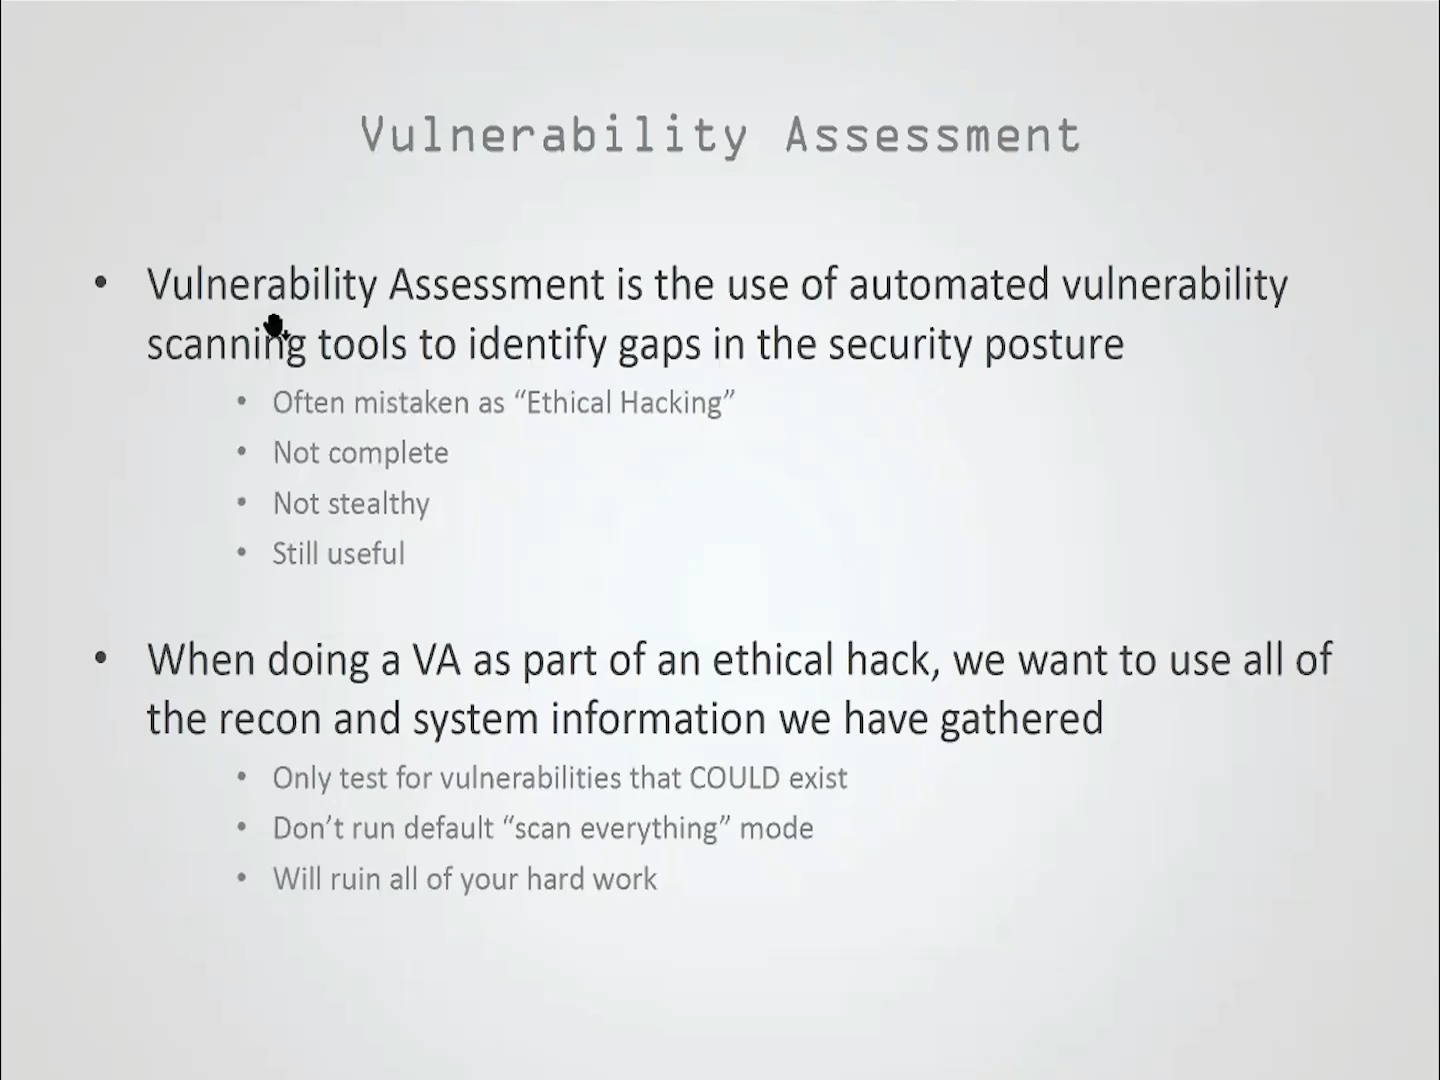 Vulnerability Assessment
• Vulnerability Assessment is the use of automated vulnerability
scanning tools to identify gaps in the security posture
• Often mistaken as “Ethical Hacking”
• Not complete
• Not stealthy
• Still useful
• When doing a VA as part of an ethical hack, we want to use all of
the recon and system information we have gathered
• Only test for vulnerabilities that COULD exist
• Don’t run default “scan everything” mode
• Will ruin all of your hard work